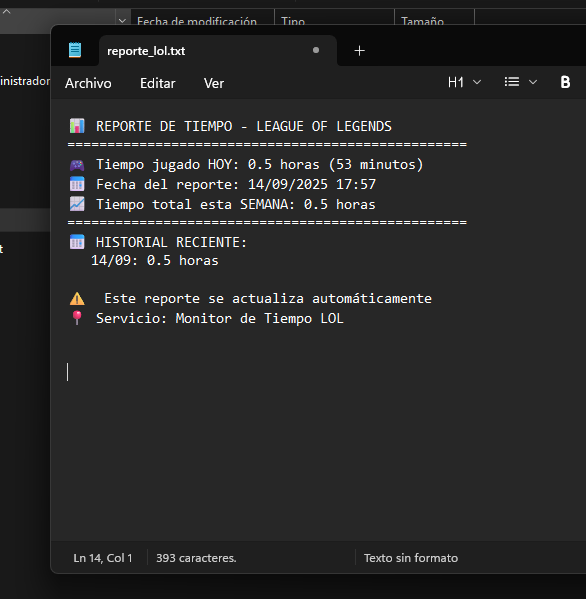 Fecha de modificación Tipo Tamaño
reporte_lol.txt
ninistrador
Archivo Editar Ver H1 B
📊 REPORTE DE TIEMPO - LEAGUE OF LEGENDS
==================================================
🎮 Tiempo jugado HOY: 0.5 horas (53 minutos)
📅 Fecha del reporte: 14/09/2025 17:57
📈 Tiempo total esta SEMANA: 0.5 horas
==================================================
📅 HISTORIAL RECIENTE:
14/09: 0.5 horas
t
⚠️ Este reporte se actualiza automáticamente
📍 Servicio: Monitor de Tiempo LOL
Ln 14, Col 1 393 caracteres. Texto sin formato